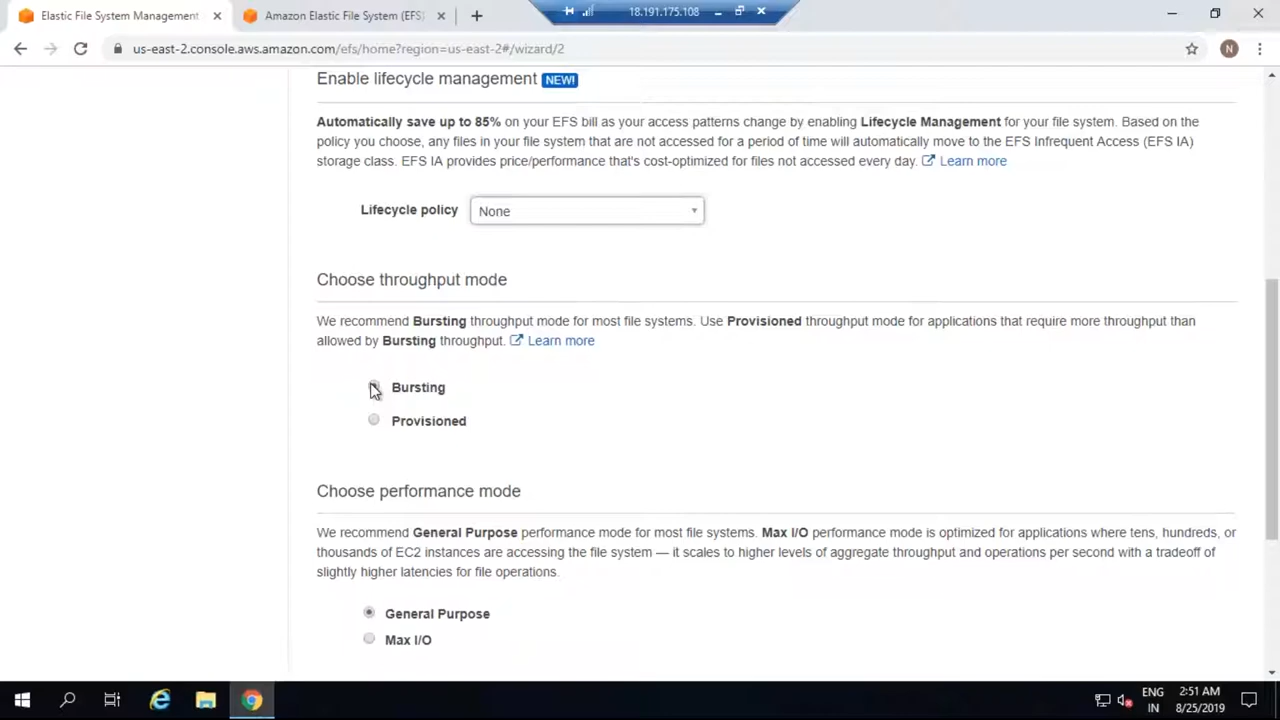 Elastic File System Management
Amazon Elastic File System (EFS)
18.191.175.108
us-east-2.console.aws.amazon.com/efs/home?region=us-east-2#/wizard/2
N
Enable lifecycle management NEW!
Automatically save up to 85% on your EFS bill as your access patterns change by enabling Lifecycle Management for your file system. Based on the
policy you choose, any files in your file system that are not accessed for a period of time will automatically move to the EFS Infrequent Access (EFS IA)
storage class. EFS IA provides price/performance that's cost-optimized for files not accessed every day. Learn more
Lifecycle policy None
Choose throughput mode
We recommend Bursting throughput mode for most file systems. Use Provisioned throughput mode for applications that require more throughput than
allowed by Bursting throughput. Learn more
Bursting
Provisioned
Choose performance mode
We recommend General Purpose performance mode for most file systems. Max I/O performance mode is optimized for applications where tens, hundreds, or
thousands of EC2 instances are accessing the file system — it scales to higher levels of aggregate throughput and operations per second with a tradeoff of
slightly higher latencies for file operations.
General Purpose
Max I/O
ENG 2:51 AM
IN 8/25/2019